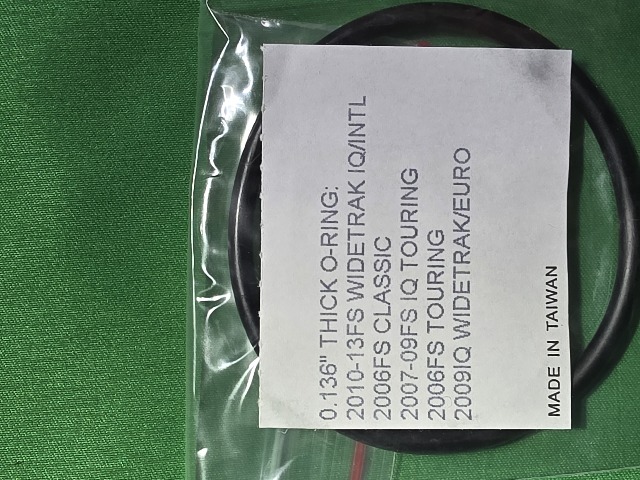 0.136" THICK O-RING:
2010-13FS WIDETRAK IQ/INTL
2006FS CLASSIC
2007-09FS IQ TOURING
2006FS TOURING
2009IQ WIDETRAK/EURO
MADE IN TAIWAN